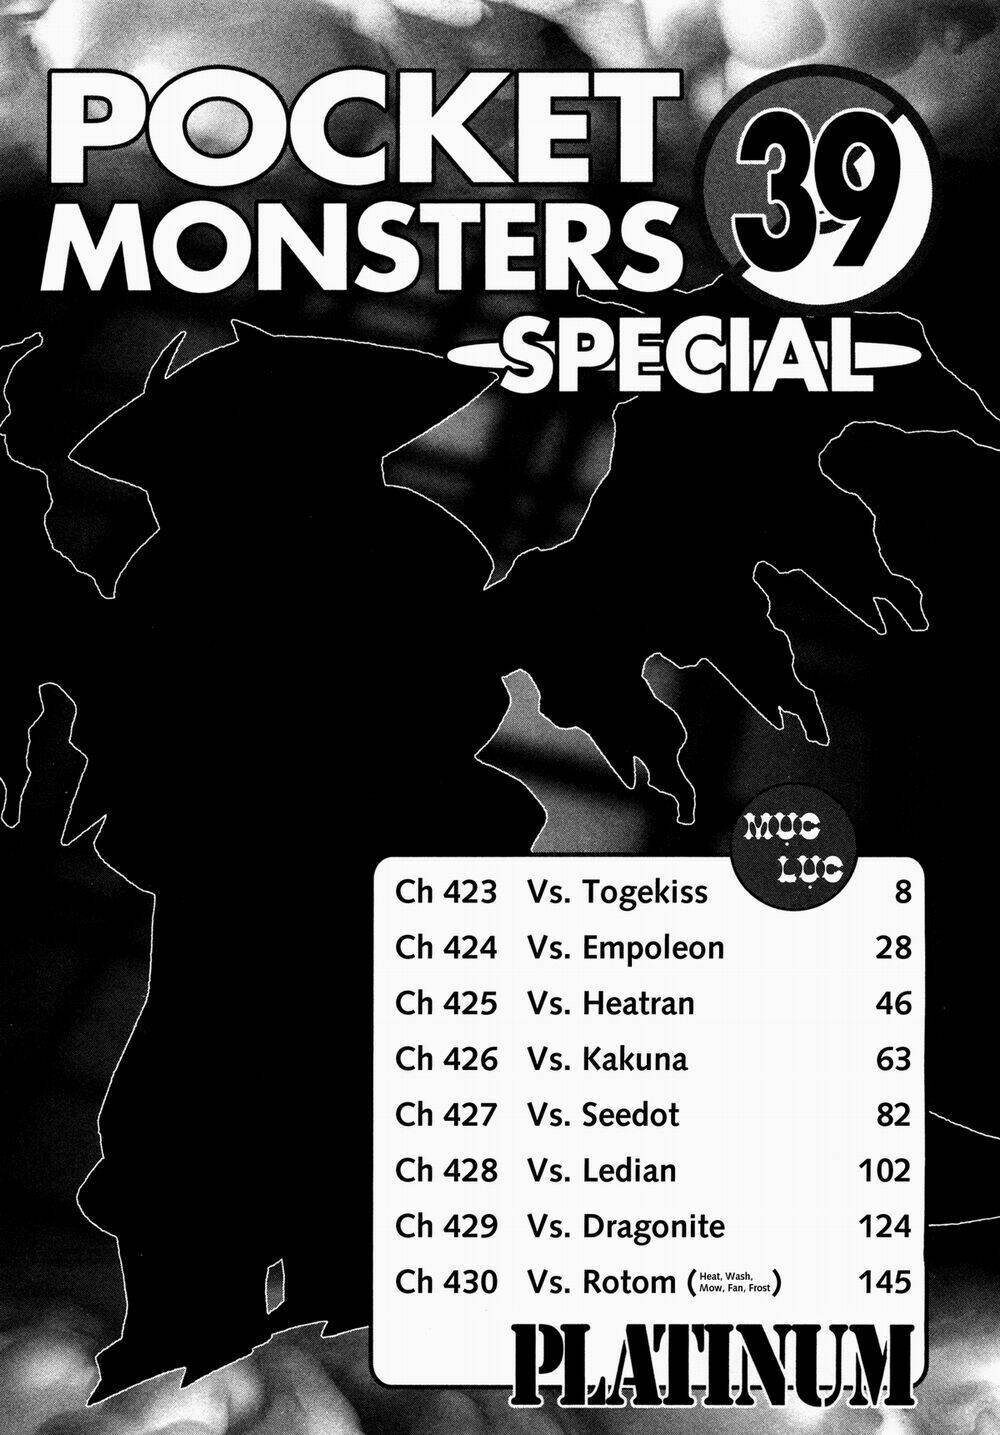 POCKET
MONSTERS
SPECIAL
39
MỤC
LỤC
Ch 423 Vs. Togekiss 8
Ch 424 Vs. Empoleon 28
Ch 425 Vs. Heatran 46
Ch 426 Vs. Kakuna 63
Ch 427 Vs. Seedot 82
Ch 428 Vs. Ledian 102
Ch 429 Vs. Dragonite 124
Ch 430 Vs. Rotom (Heat, Wash, Mow, Fan, Frost) 145
PLATINUM